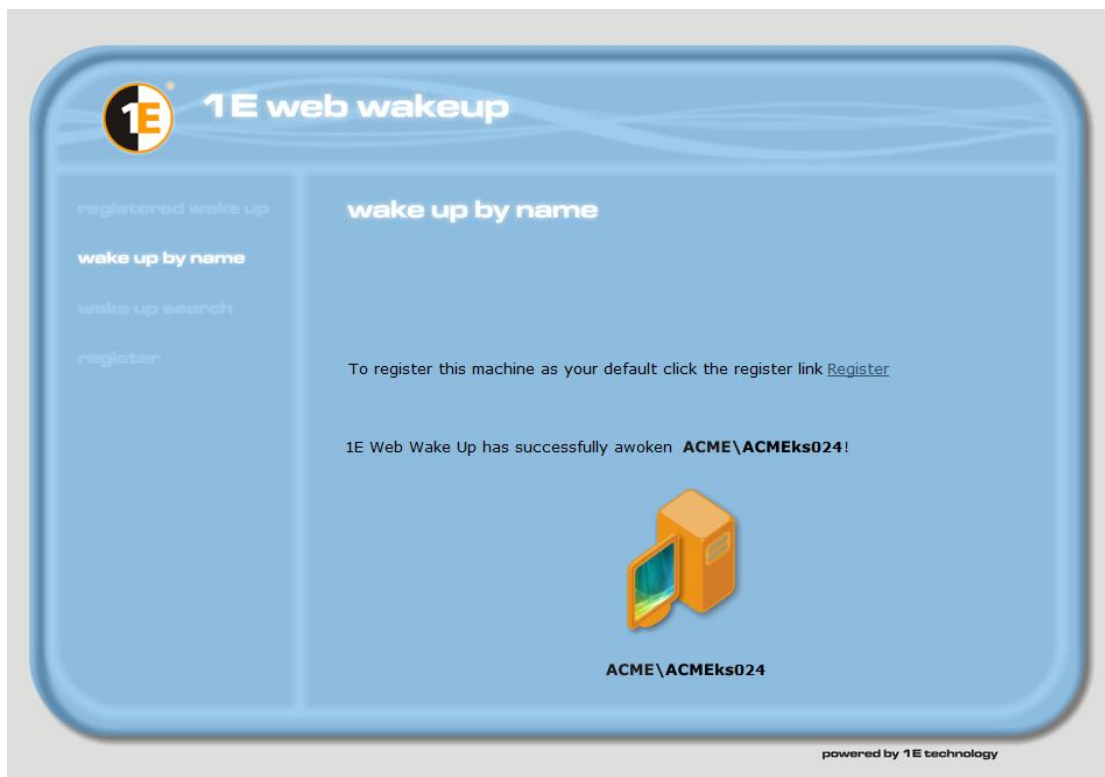 1E ®
1E web wakeup
registered wake up
wake up by name
wake up search
register
wake up by name
To register this machine as your default click the register link Register
1E Web Wake Up has successfully awoken ACME\ACMEks024!
ACME\ACMEks024
powered by 1E technology